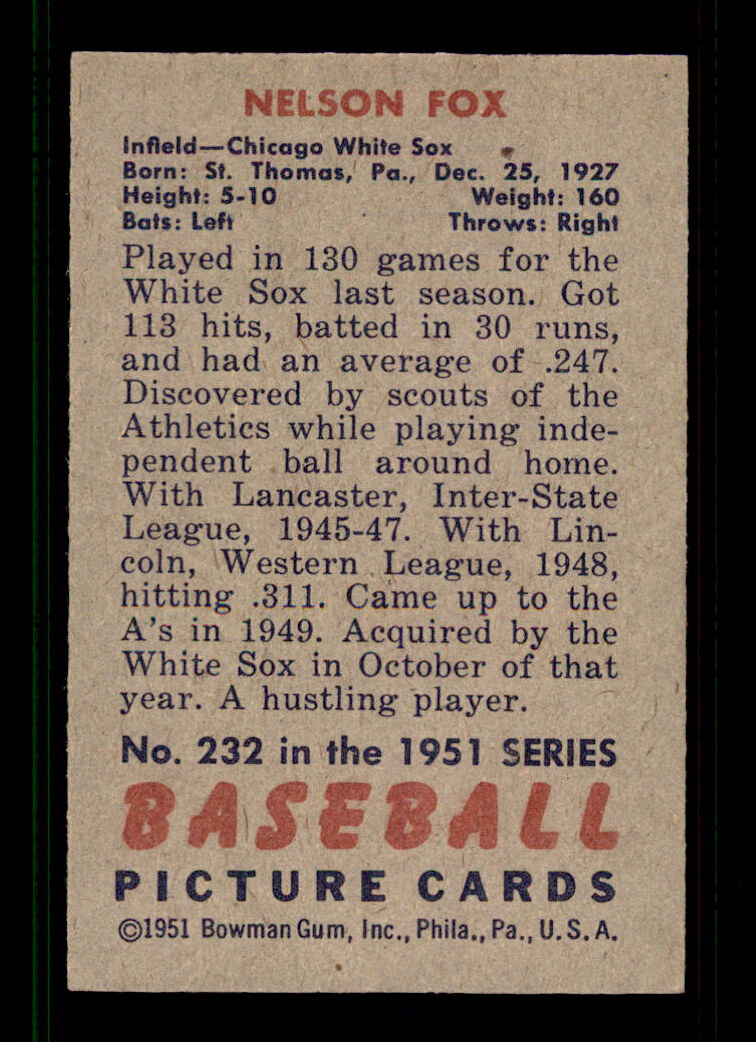 NELSON FOX
Infield—Chicago White Sox
Born: St. Thomas, Pa., Dec. 25, 1927
Height: 5-10 Weight: 160
Bats: Left Throws: Right
Played in 130 games for the
White Sox last season. Got
113 hits, batted in 30 runs,
and had an average of .247.
Discovered by scouts of the
Athletics while playing inde-
pendent ball around home.
With Lancaster, Inter-State
League, 1945-47. With Lin-
coln, Western League, 1948,
hitting .311. Came up to the
A's in 1949. Acquired by the
White Sox in October of that
year. A hustling player.
No. 232 in the 1951 SERIES
BASEBALL
PICTURE CARDS
©1951 Bowman Gum, Inc., Phila., Pa., U.S.A.